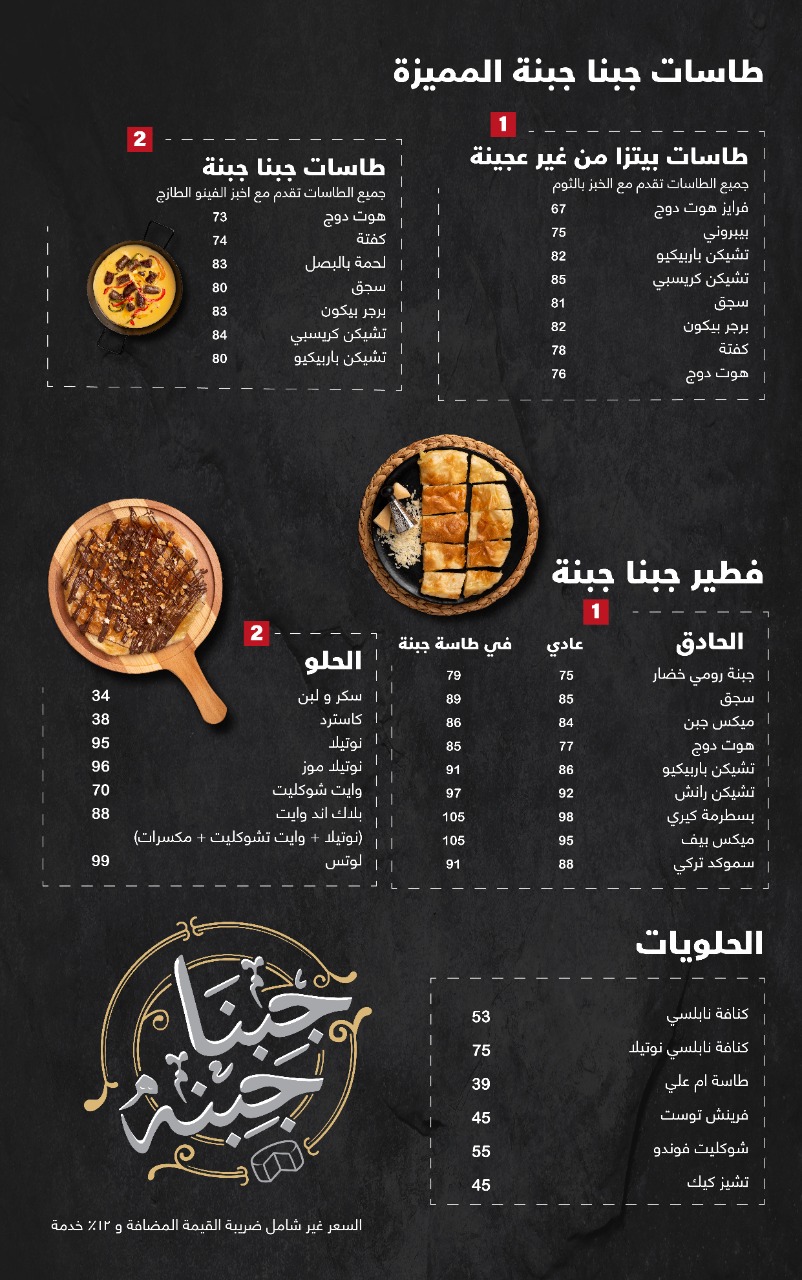 طاسات جبنا جبنة المميزة
1
طاسات بيتزا من غير عجينة
جميع الطاسات تقدم مع الخبز بالثوم
فرايز هوت دوج 67
بيبروني 75
تشيكن باربيكيو 82
تشيكن كريسبي 85
سجق 81
برجر بيكون 82
كفتة 78
هوت دوج 76
2
طاسات جبنا جبنة
جميع الطاسات تقدم مع اخبز الفينو الطازج
هوت دوج 73
كفتة 74
لحمة بالبصل 83
سجق 80
برجر بيكون 83
تشيكن كريسبي 84
تشيكن باربيكيو 80
فطير جبنا جبنة
1
الحادق عادي في طاسة جبنة
جبنة رومي خضار 75 79
سجق 85 89
ميكس جبن 84 86
هوت دوج 77 85
تشيكن باربيكيو 86 91
تشيكن رانش 92 97
بسطرمة كيري 98 105
ميكس بيف 95 105
سموكد تركي 88 91
2
الحلو
سكر و لبن 34
كاسترد 38
نوتيلا 95
نوتيلا موز 96
وايت شوكليت 70
بلاك اند وايت 88
(نوتيلا + وايت تشوكليت + مكسرات)
لوتس 99
الحلويات
كنافة نابلسي 53
كنافة نابلسي نوتيلا 75
طاسة ام علي 39
فرينش توست 45
شوكليت فوندو 55
تشيز كيك 45
جبنا
جبنه
السعر غير شامل ضريبة القيمة المضافة و ١٢٪ خدمة